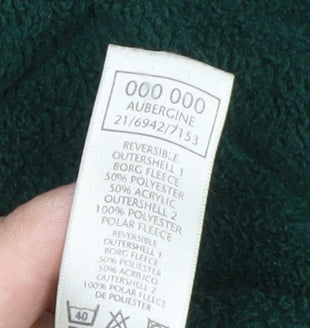 000 000
AUBERGINE
21/6942/7153
REVERSIBLE
OUTERSHELL 1
BORG FLEECE
50% POLYESTER
50% ACRYLIC
OUTERSHELL 2
100% POLYESTER
POLAR FLEECE
REVERSIBLE
OUTERSHELL 1
BORG FLEECE
50% POLYESTER
50% ACRILICO
OUTERSHELL 2
100% POLAR FLEECE
DE POLIESTER
40